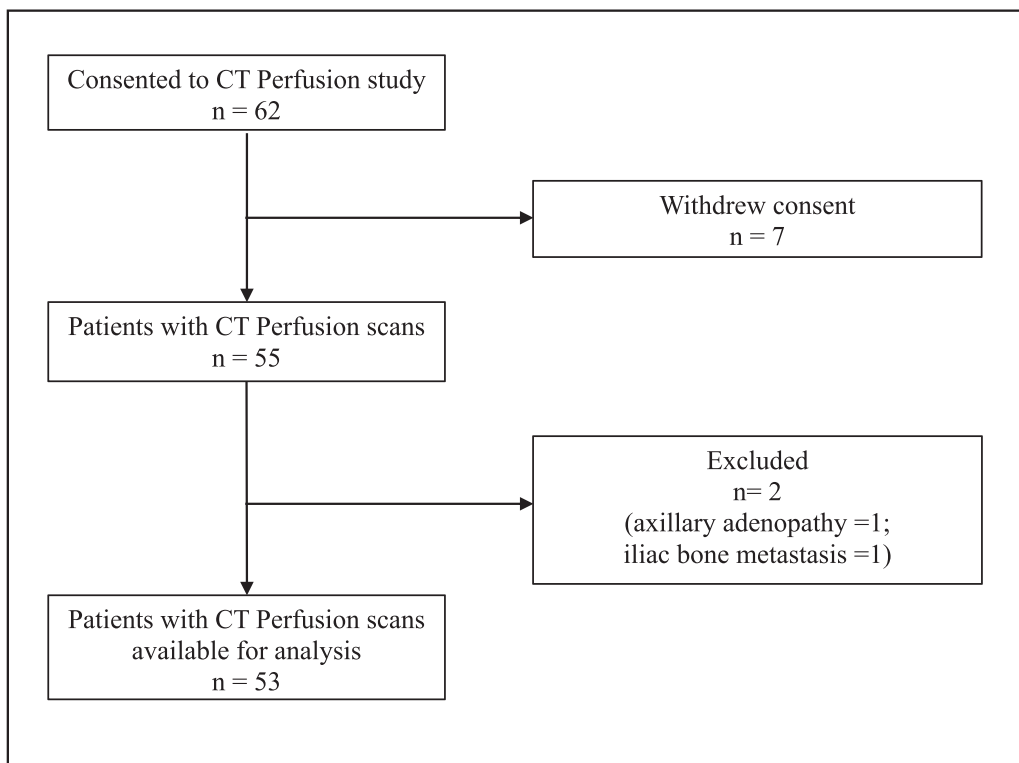 Consented to CT Perfusion study
n = 62
Withdrew consent
n = 7
Patients with CT Perfusion scans
n = 55
Excluded
n= 2
(axillary adenopathy =1;
iliac bone metastasis =1)
Patients with CT Perfusion scans
available for analysis
n = 53